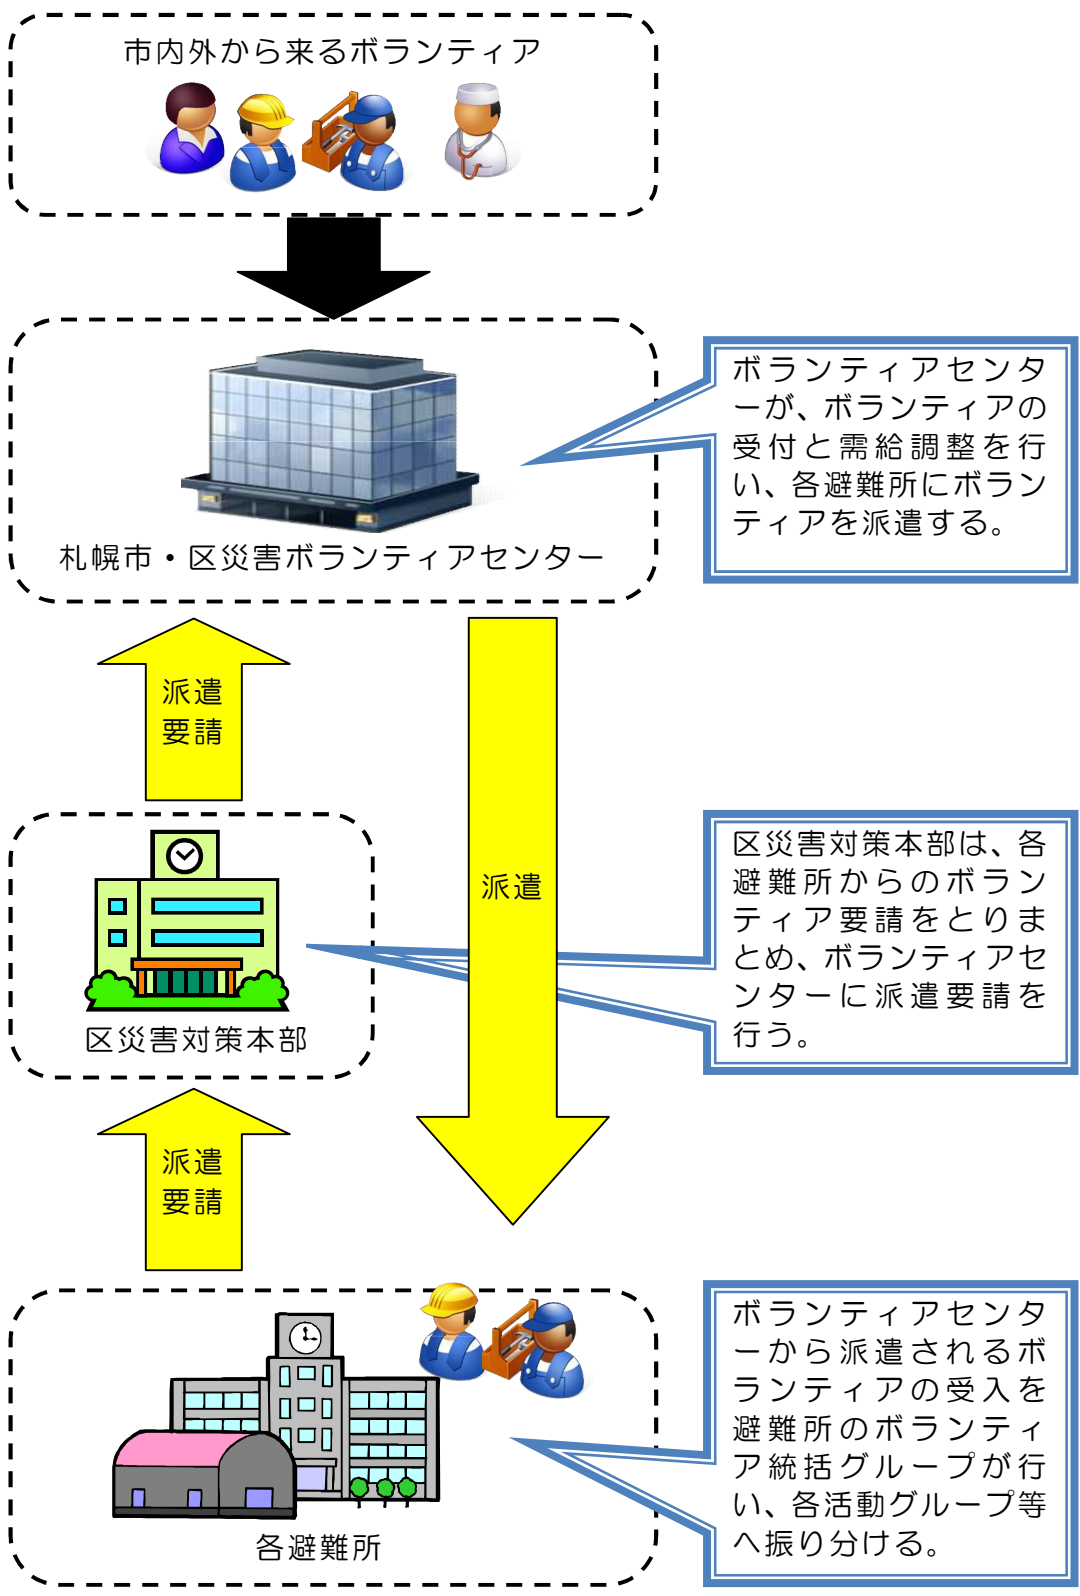 市内外から来るボランティア
ボランティアセンタ
ーが、ボランティアの
受付と需給調整を行
い、各避難所にボラン
ティアを派遣する。
札幌市・区災害ボランティアセンター
派遣
要請
派遣
区災害対策本部は、各
避難所からのボラン
ティア要請をとりま
とめ、ボランティアセ
ンターに派遣要請を
行う。
区災害対策本部
派遣
要請
ボランティアセンタ
ーから派遣されるボ
ランティアの受入を
避難所のボランティ
ア統括グループが行
い、各活動グループ等
へ振り分ける。
各避難所